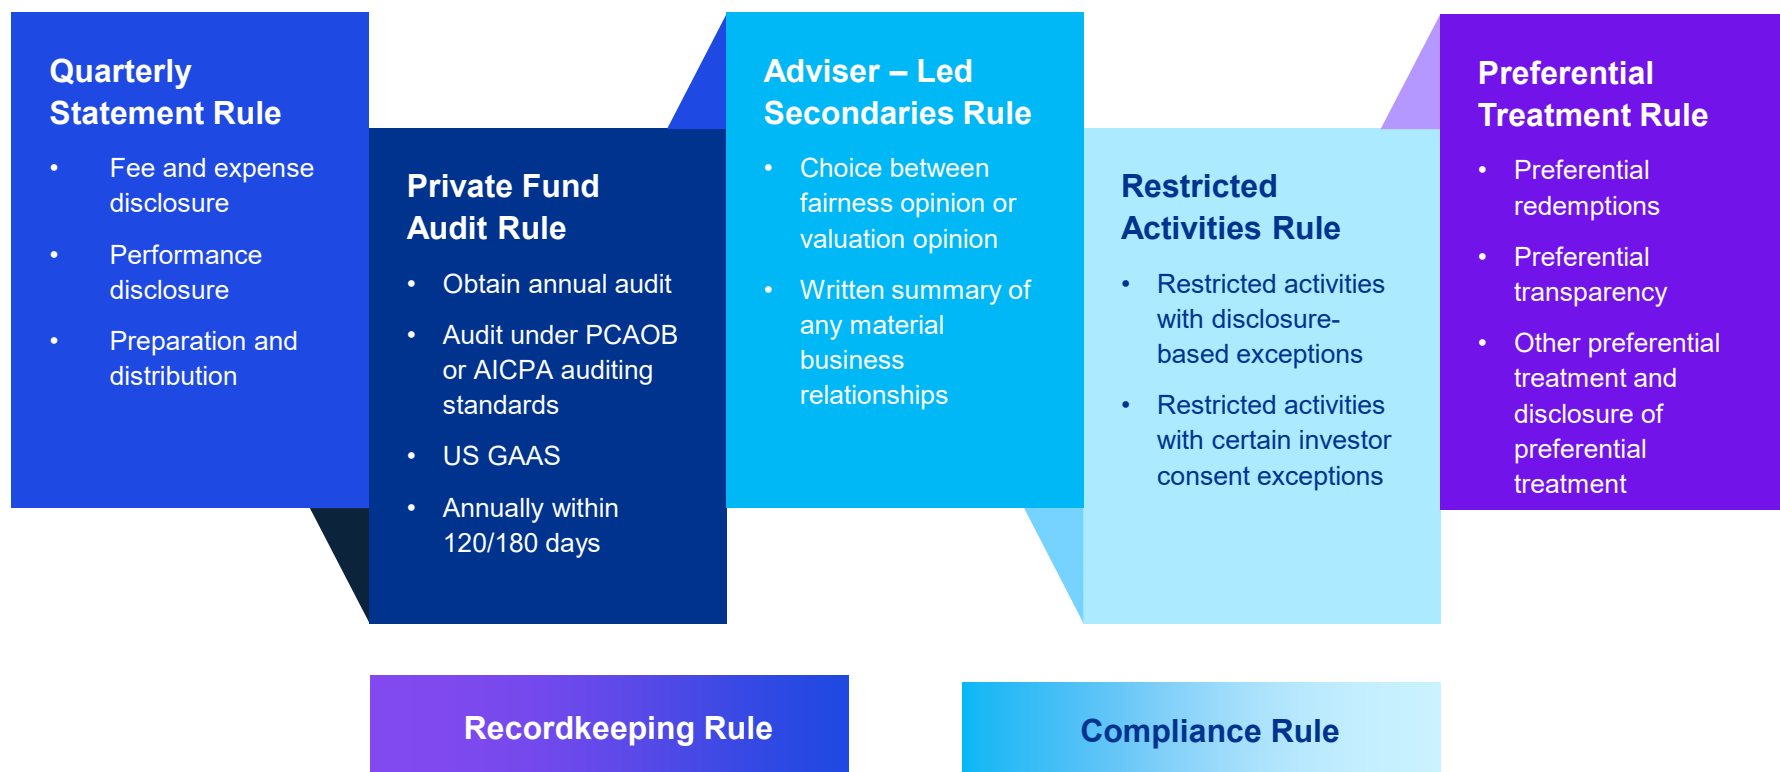 Quarterly
Statement Rule
• Fee and expense
disclosure
• Performance
disclosure
• Preparation and
distribution
Private Fund
Audit Rule
• Obtain annual audit
• Audit under PCAOB
or AICPA auditing
standards
• US GAAS
• Annually within
120/180 days
Adviser – Led
Secondaries Rule
• Choice between
fairness opinion or
valuation opinion
• Written summary of
any material
business
relationships
Restricted
Activities Rule
• Restricted activities
with disclosure-
based exceptions
• Restricted activities
with certain investor
consent exceptions
Preferential
Treatment Rule
• Preferential
redemptions
• Preferential
transparency
• Other preferential
treatment and
disclosure of
preferential
treatment
Recordkeeping Rule
Compliance Rule